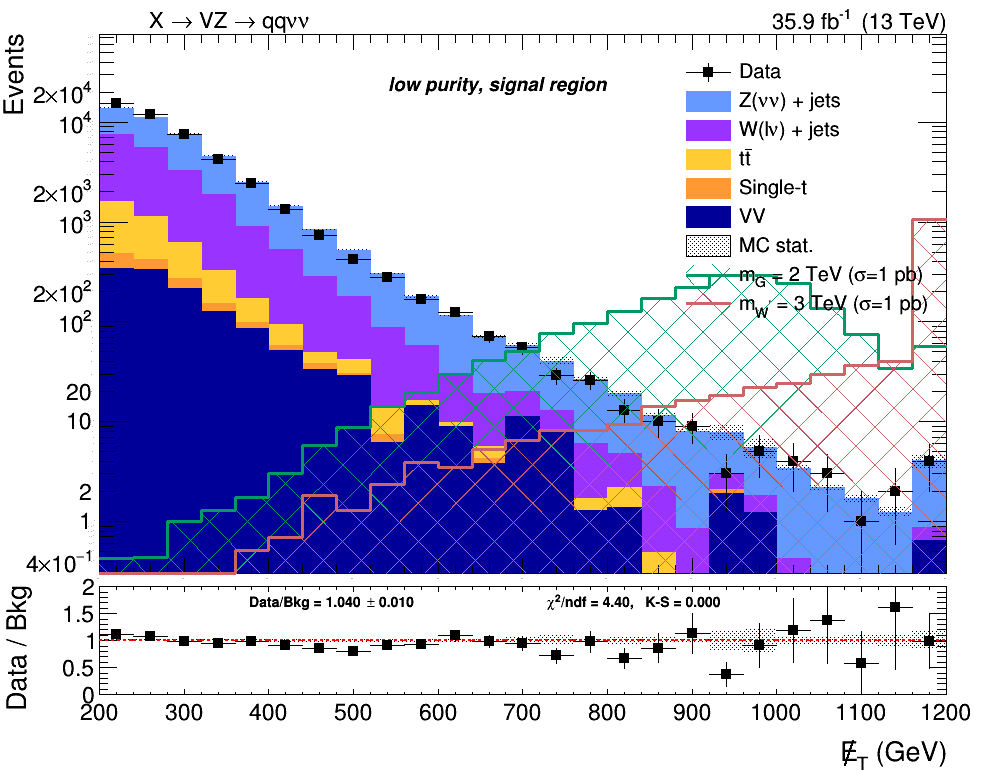 X → VZ → qqνν
35.9 fb⁻¹ (13 TeV)
Events
low purity, signal region
Data
Z(νν) + jets
W(lν) + jets
tt̄
Single-t
VV
MC stat.
m_G = 2 TeV (σ=1 pb)
m_W' = 3 TeV (σ=1 pb)
2×10⁴
10⁴
2×10³
10³
2×10²
10²
20
10
2
1
4×10⁻¹
Data / Bkg
2
1.5
1
0.5
0
Data/Bkg = 1.040 ± 0.010
χ²/ndf = 4.40, K-S = 0.000
200 300 400 500 600 700 800 900 1000 1100 1200
E̸_T (GeV)